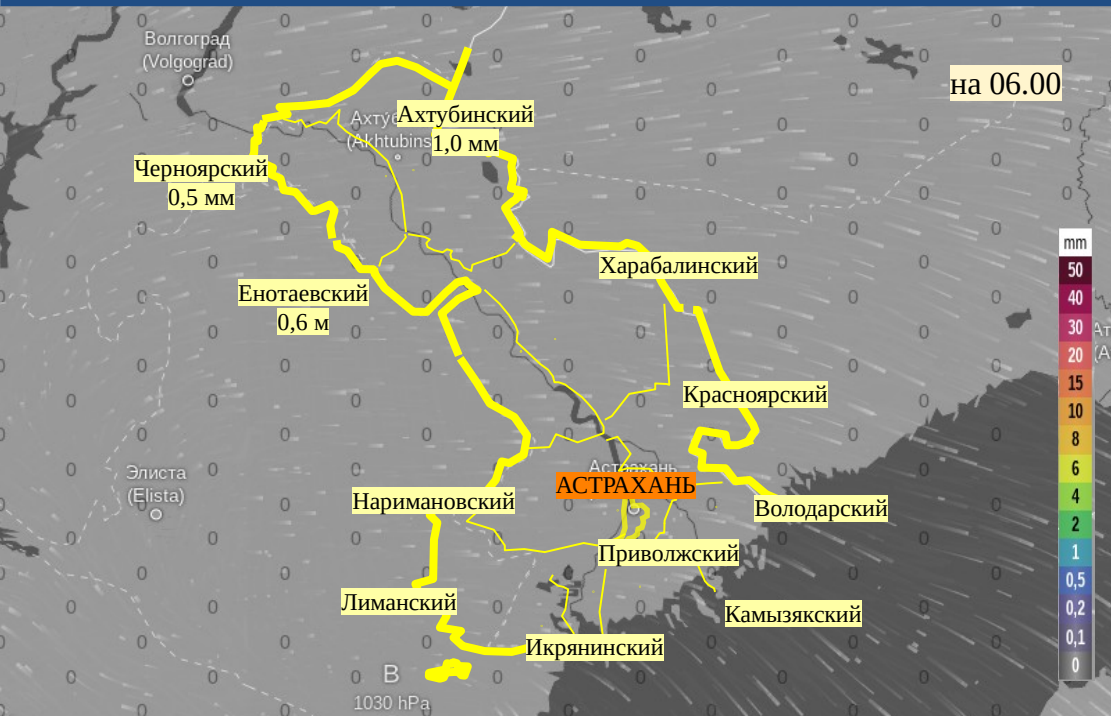 Волгоград
(Volgograd)
на 06.00
Ахтубинский
1,0 мм
(Akhtubins
Черноярский
0,5 мм
Харабалинский
Енотаевский
0,6 м
mm
50
40
30
20
15
10
8
6
4
2
1
0,5
0,2
0,1
0
Красноярский
Элиста
(Elista)
Астрахань
АСТРАХАНЬ
Наримановский
Володарский
Приволжский
Лиманский
Камызякский
Икрянинский
B
1030 hPa